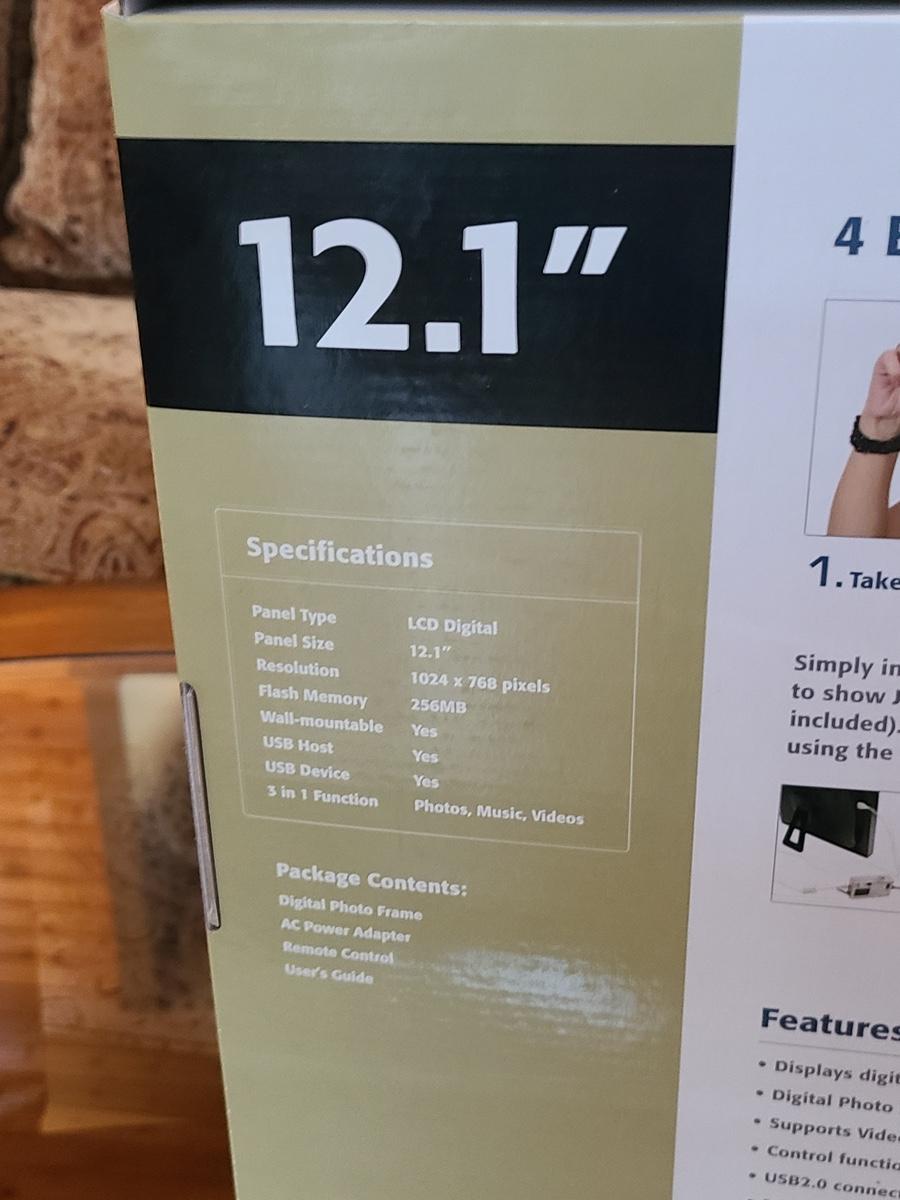 12.1"
Specifications
Panel Type LCD Digital
Panel Size 12.1"
Resolution 1024 x 768 pixels
Flash Memory 256MB
Wall-mountable Yes
USB Host Yes
USB Device Yes
3 in 1 Function Photos, Music, Videos
Package Contents:
Digital Photo Frame
AC Power Adapter
Remote Control
User's Guide
4
1. Take
Simply in
to show J
included).
using the
Features
• Displays digit
• Digital Photo
• Supports Vide
• Control functio
• USB2.0 connec